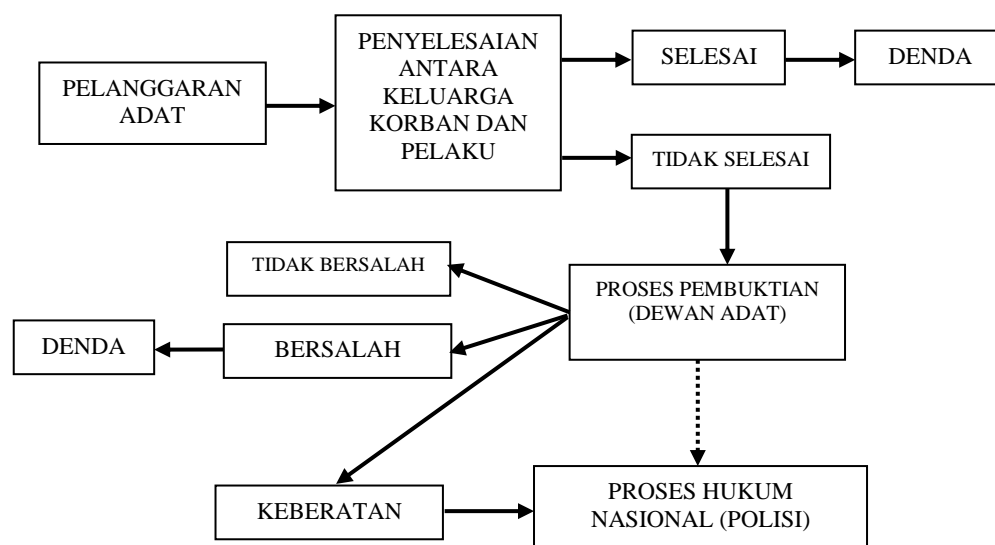 PELANGGARAN
ADAT
PENYELESAIAN
ANTARA
KELUARGA
KORBAN DAN
PELAKU
SELESAI
DENDA
TIDAK SELESAI
PROSES PEMBUKTIAN
(DEWAN ADAT)
TIDAK BERSALAH
BERSALAH
DENDA
KEBERATAN
PROSES HUKUM
NASIONAL (POLISI)